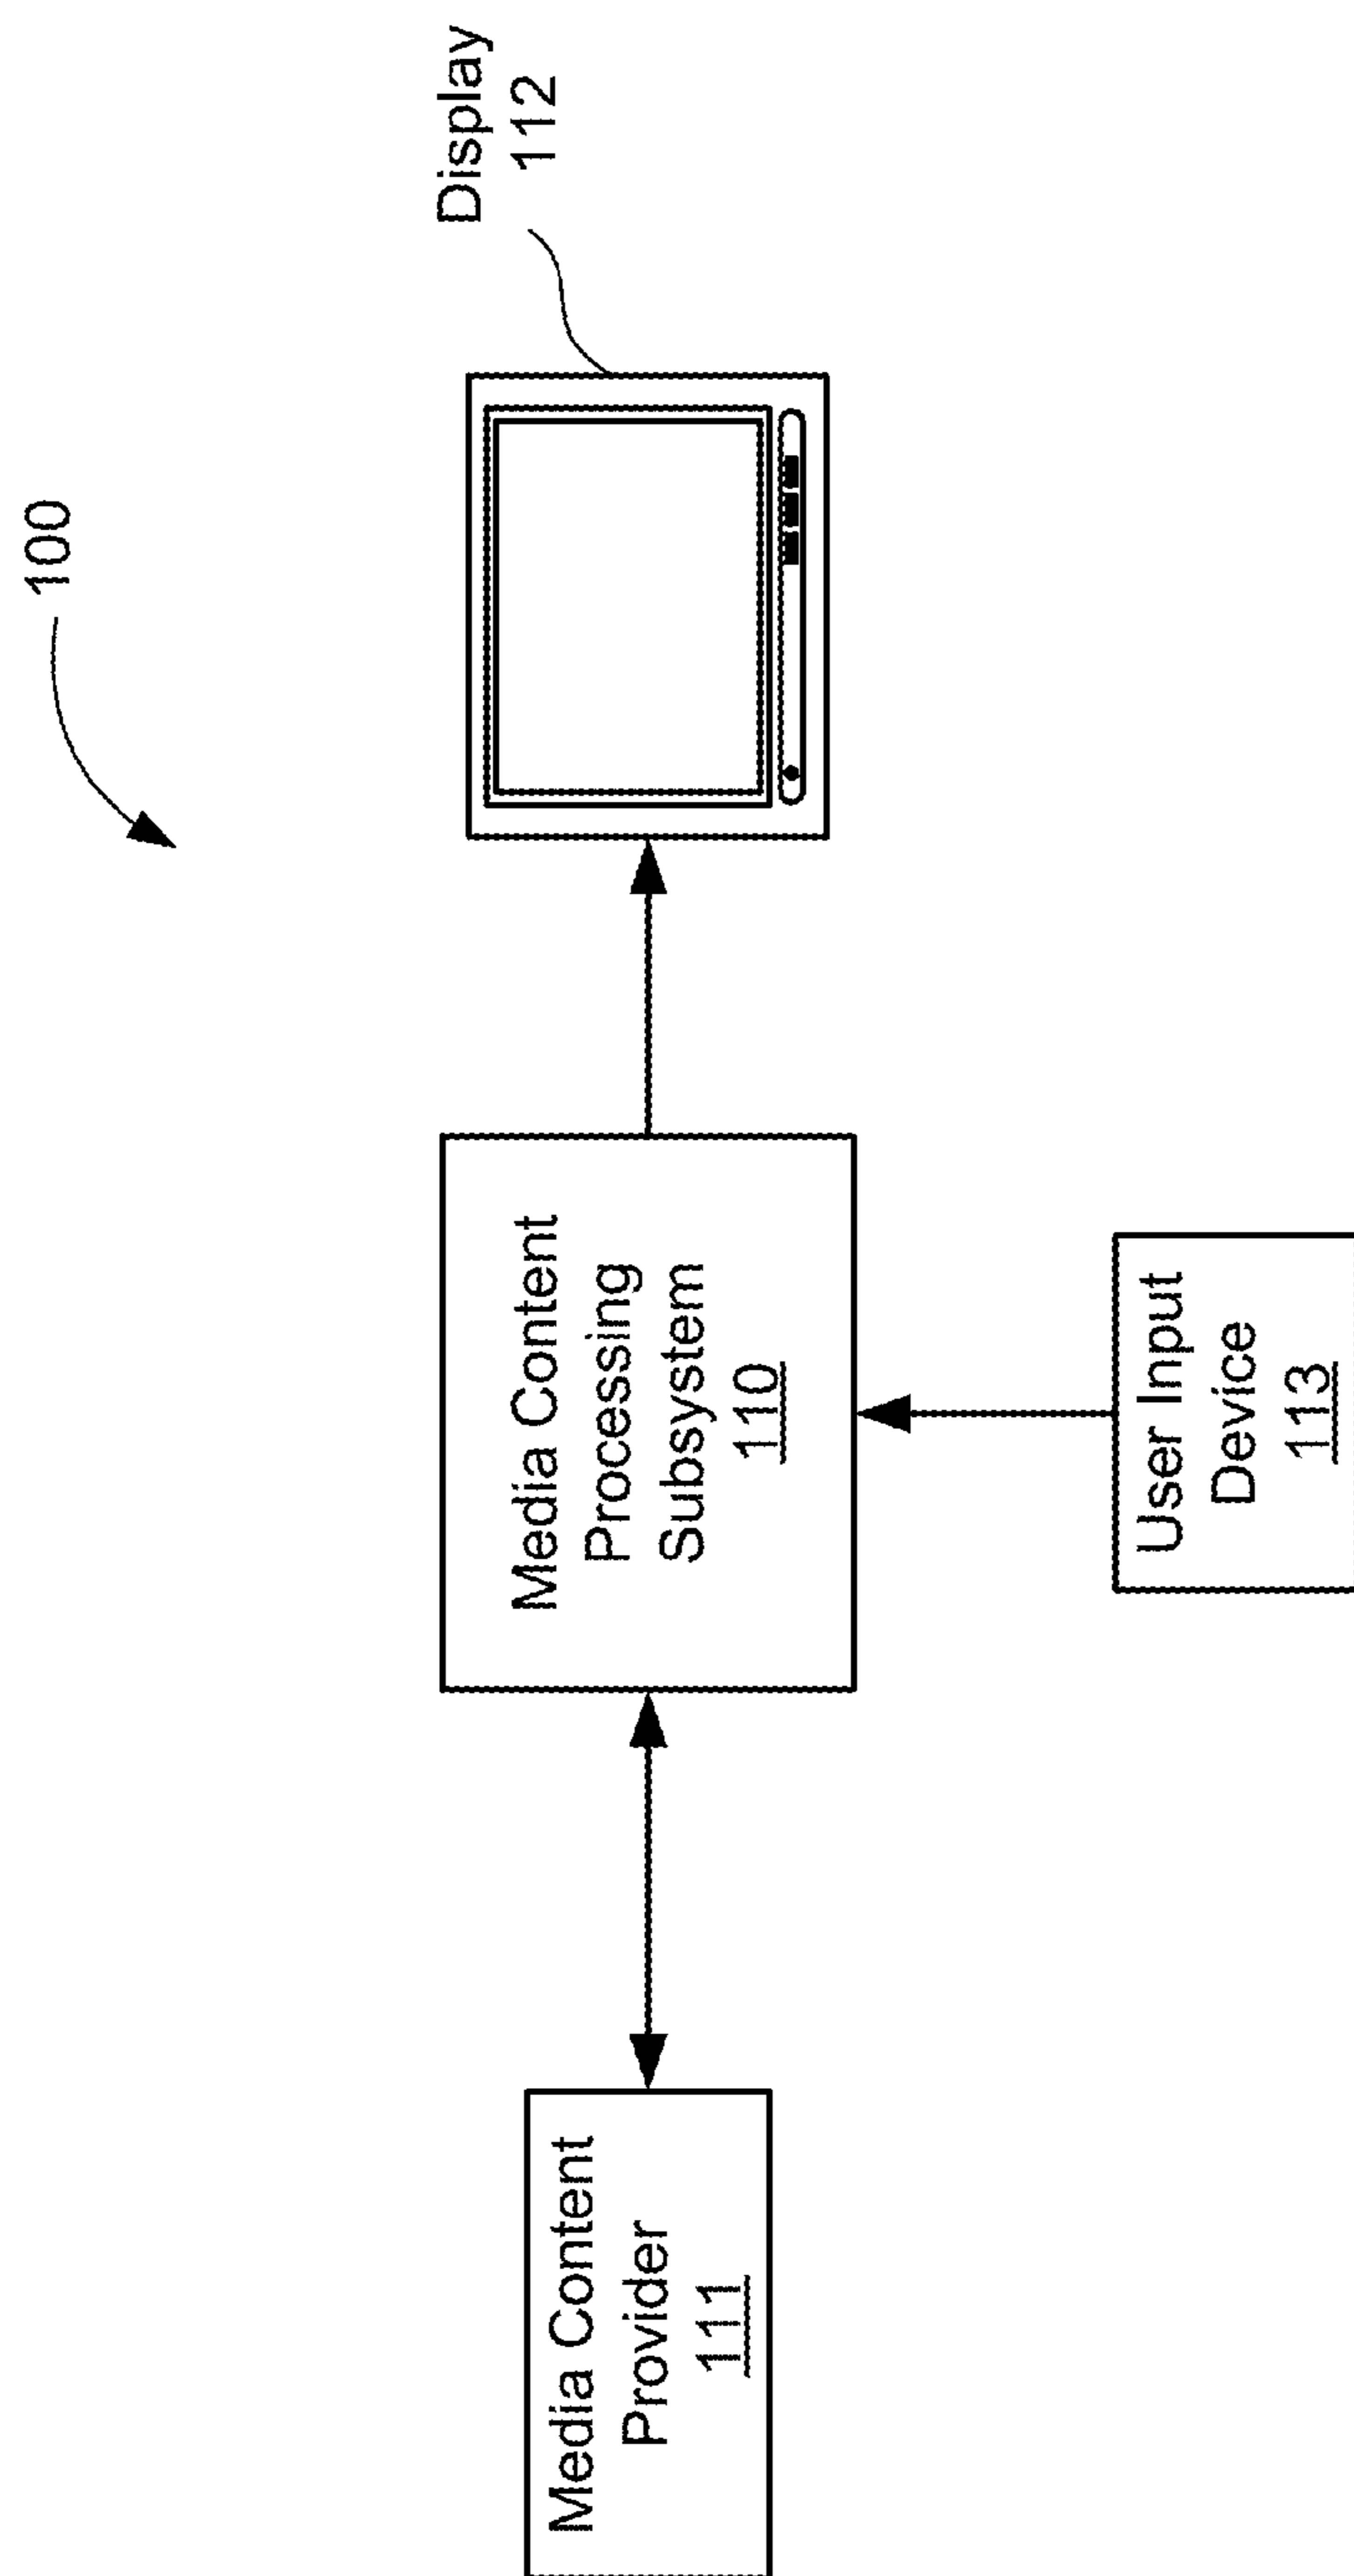 100
Display
112
Media Content
Processing
Subsystem
110
Media Content
Provider
111
User Input
Device
113